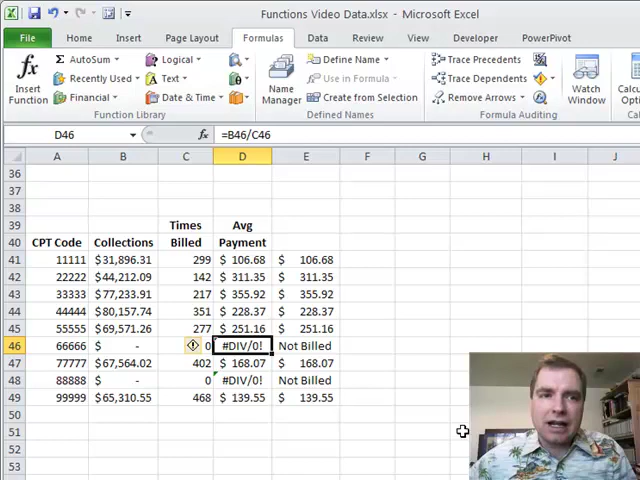 Functions Video Data.xlsx - Microsoft Excel
File Home Insert Page Layout Formulas Data Review View Developer PowerPivot
fx Insert Function
Σ AutoSum Logical
Recently Used Text
Financial Date & Time
Function Library
Name Manager
Define Name
Use in Formula
Create from Selection
Defined Names
Trace Precedents
Trace Dependents
Remove Arrows
Formula Auditing
Watch Window
D46 fx =B46/C46
A B C D E F G H I J
36
37
38
39 Times Avg
40 CPT Code Collections Billed Payment
41 11111 $31,896.31 299 $ 106.68 $ 106.68
42 22222 $44,212.09 142 $ 311.35 $ 311.35
43 33333 $77,233.91 217 $ 355.92 $ 355.92
44 44444 $80,157.74 351 $ 228.37 $ 228.37
45 55555 $69,571.26 277 $ 251.16 $ 251.16
46 66666 $ - 0 #DIV/0! Not Billed
47 77777 $67,564.02 402 $ 168.07 $ 168.07
48 88888 $ - 0 #DIV/0! Not Billed
49 99999 $65,310.55 468 $ 139.55 $ 139.55
50
51
52
53